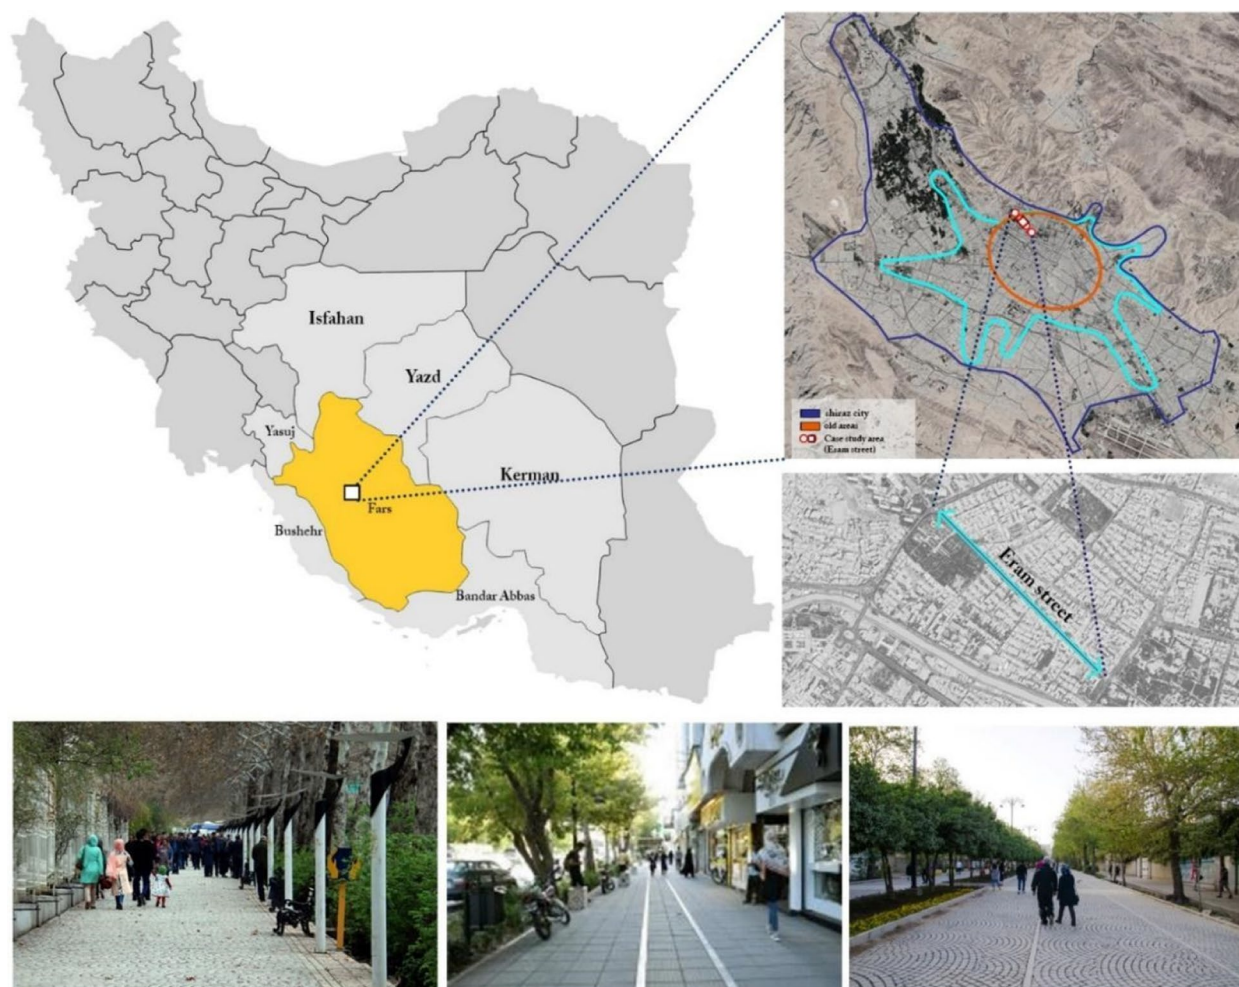 Isfahan
Yazd
Yasuj
Kerman
Fars
Bushehr
Bandar Abbas
shiraz city
old areas
Case study area
(Eram street)
Eram street